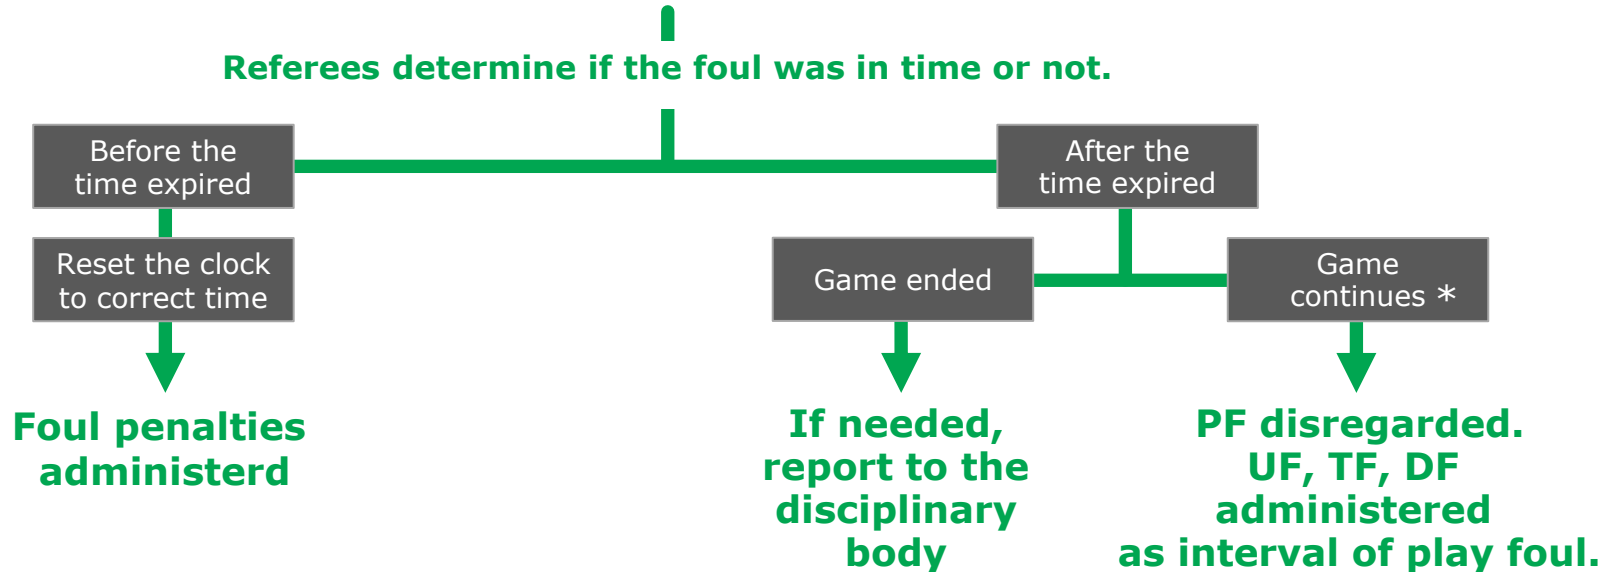 Referees determine if the foul was in time or not.
Before the
time expired
After the
time expired
Reset the clock
to correct time
Game ended
Game
continues *
Foul penalties
administerd
If needed,
report to the
disciplinary
body
PF disregarded.
UF, TF, DF
administered
as interval of play foul.